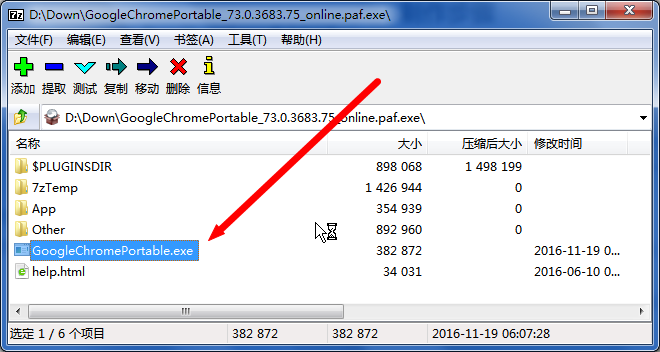 D:\Down\GoogleChromePortable_73.0.3683.75_online.paf.exe\
文件(F) 编辑(E) 查看(V) 书签(A) 工具(T) 帮助(H)
添加 提取 测试 复制 移动 删除 信息
D:\Down\GoogleChromePortable_73.0.3683.75_online.paf.exe\
名称 大小 压缩后大小 修改时间
$PLUGINSDIR 898 068 1 498 199
7zTemp 1 426 944 0
App 354 939 0
Other 892 960 0
GoogleChromePortable.exe 382 872 2016-11-19 0...
help.html 34 031 2016-06-10 0...
选定 1 / 6 个项目 382 872 382 872 2016-11-19 06:07:28